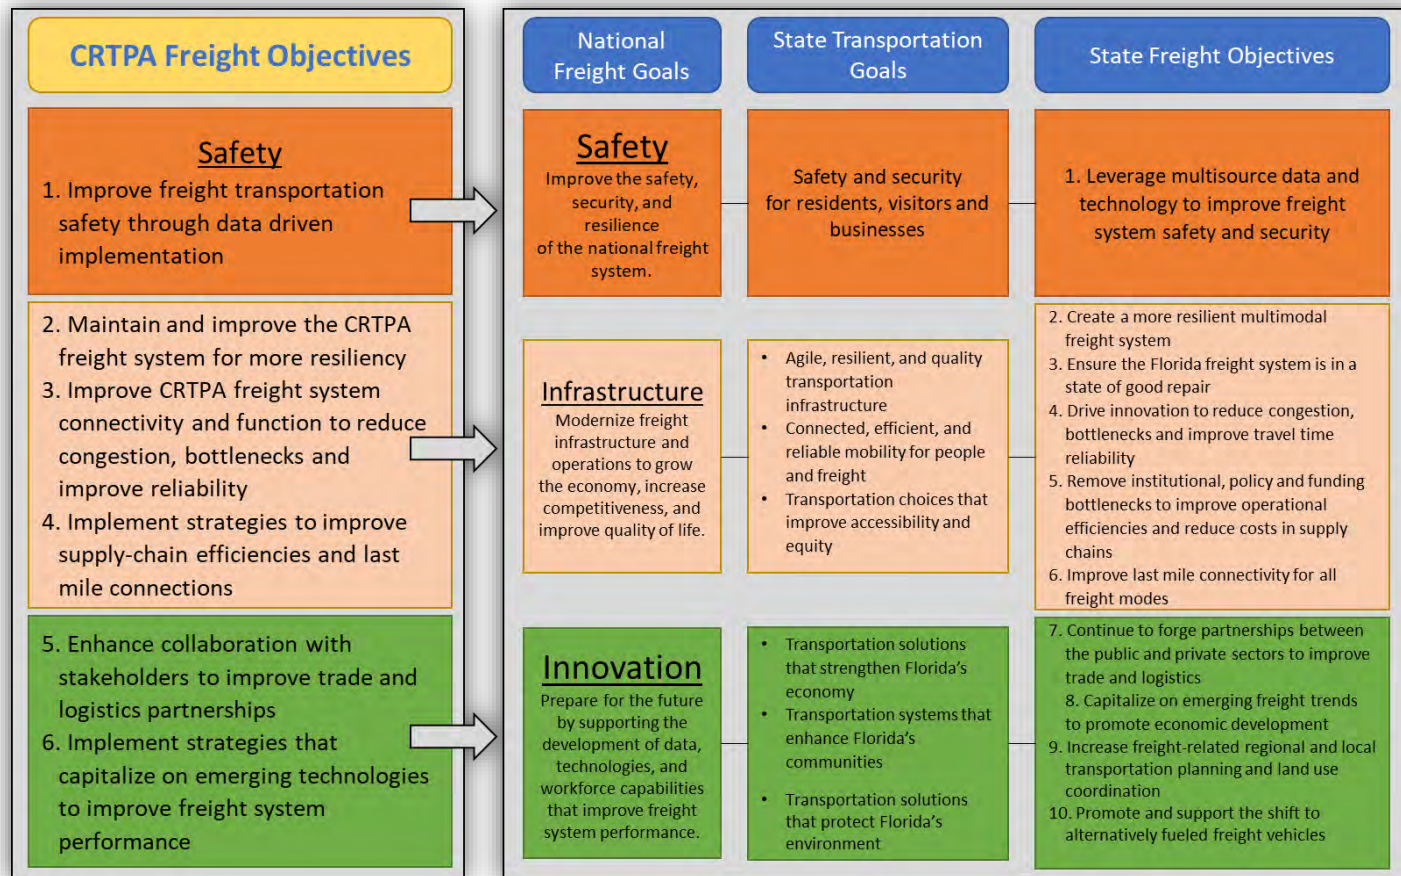 CRTPA Freight Objectives
Safety
1. Improve freight transportation
safety through data driven
implementation
2. Maintain and improve the CRTPA
freight system for more resiliency
3. Improve CRTPA freight system
connectivity and function to reduce
congestion, bottlenecks and
improve reliability
4. Implement strategies to improve
supply-chain efficiencies and last
mile connections
5. Enhance collaboration with
stakeholders to improve trade and
logistics partnerships
6. Implement strategies that
capitalize on emerging technologies
to improve freight system
performance
National
Freight Goals
State Transportation
Goals
State Freight Objectives
Safety
Improve the safety,
security, and
resilience
of the national freight
system.
Safety and security
for residents, visitors and
businesses
1. Leverage multisource data and
technology to improve freight
system safety and security
Infrastructure
Modernize freight
infrastructure and
operations to grow
the economy, increase
competitiveness, and
improve quality of life.
• Agile, resilient, and quality
transportation
infrastructure
• Connected, efficient, and
reliable mobility for people
and freight
• Transportation choices that
improve accessibility and
equity
2. Create a more resilient multimodal
freight system
3. Ensure the Florida freight system is in a
state of good repair
4. Drive innovation to reduce congestion,
bottlenecks and improve travel time
reliability
5. Remove institutional, policy and funding
bottlenecks to improve operational
efficiencies and reduce costs in supply
chains
6. Improve last mile connectivity for all
freight modes
Innovation
Prepare for the future
by supporting the
development of data,
technologies, and
workforce capabilities
that improve freight
system performance.
• Transportation solutions
that strengthen Florida's
economy
• Transportation systems that
enhance Florida's
communities
• Transportation solutions
that protect Florida's
environment
7. Continue to forge partnerships between
the public and private sectors to improve
trade and logistics
8. Capitalize on emerging freight trends
to promote economic development
9. Increase freight-related regional and local
transportation planning and land use
coordination
10. Promote and support the shift to
alternatively fueled freight vehicles